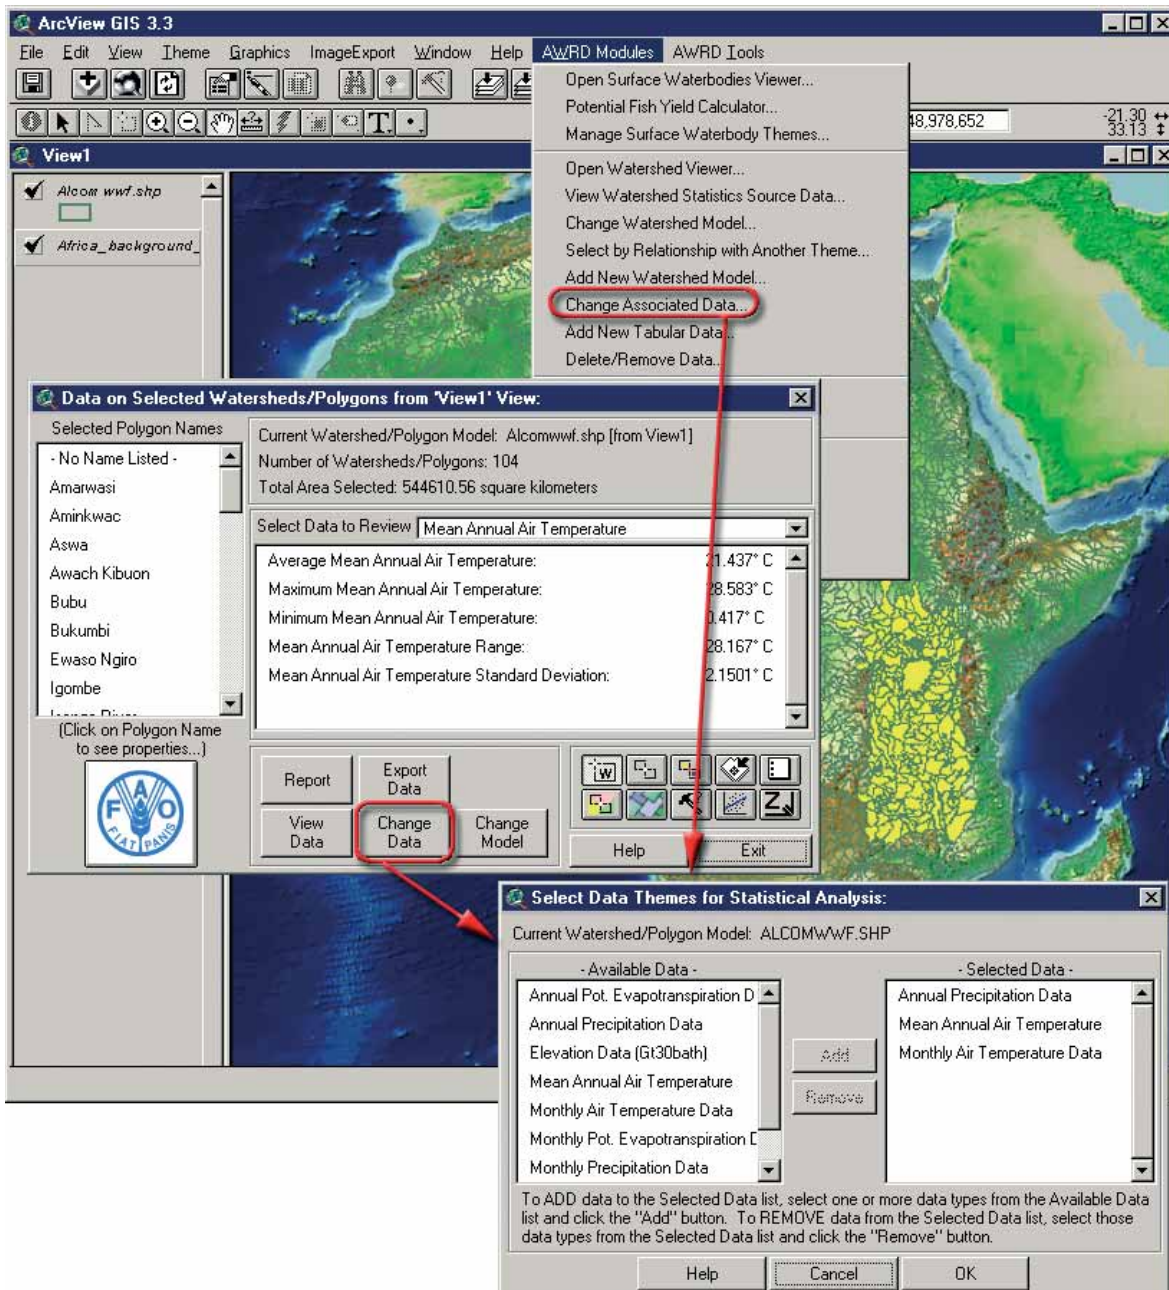 ArcView GIS 3.3
File Edit View Theme Graphics ImageExport Window Help AWRD Modules AWRD Tools
Open Surface Waterbodies Viewer...
Potential Fish Yield Calculator...
Manage Surface Waterbody Themes...
Open Watershed Viewer...
View Watershed Statistics Source Data...
Change Watershed Model...
Select by Relationship with Another Theme...
Add New Watershed Model...
Change Associated Data...
Add New Tabular Data...
Delete/Remove Data...
T
48,978,652
-21.30
33.13
View1
Alcom wwf.shp
Africa_background_
Data on Selected Watersheds/Polygons from 'View1' View:
Selected Polygon Names
- No Name Listed -
Amarwasi
Aminkwac
Aswa
Awach Kibuon
Bubu
Bukumbi
Ewaso Ngiro
Igombe
(Click on Polygon Name
to see properties...)
FAO
FIAT PANIS
Current Watershed/Polygon Model: Alcomwwf.shp [from View1]
Number of Watersheds/Polygons: 104
Total Area Selected: 544610.56 square kilometers
Select Data to Review Mean Annual Air Temperature
Average Mean Annual Air Temperature: 21.437° C
Maximum Mean Annual Air Temperature: 28.583° C
Minimum Mean Annual Air Temperature: 0.417° C
Mean Annual Air Temperature Range: 28.167° C
Mean Annual Air Temperature Standard Deviation: 2.1501° C
Report
Export Data
View Data
Change Data
Change Model
W
Z
Help
Exit
Select Data Themes for Statistical Analysis:
Current Watershed/Polygon Model: ALCOMWWF.SHP
- Available Data -
Annual Pot. Evapotranspiration D
Annual Precipitation Data
Elevation Data (Gt30bath)
Mean Annual Air Temperature
Monthly Air Temperature Data
Monthly Pot. Evapotranspiration D
Monthly Precipitation Data
Add
Remove
- Selected Data -
Annual Precipitation Data
Mean Annual Air Temperature
Monthly Air Temperature Data
To ADD data to the Selected Data list, select one or more data types from the Available Data
list and click the "Add" button. To REMOVE data from the Selected Data list, select those
data types from the Selected Data list and click the "Remove" button.
Help
Cancel
OK